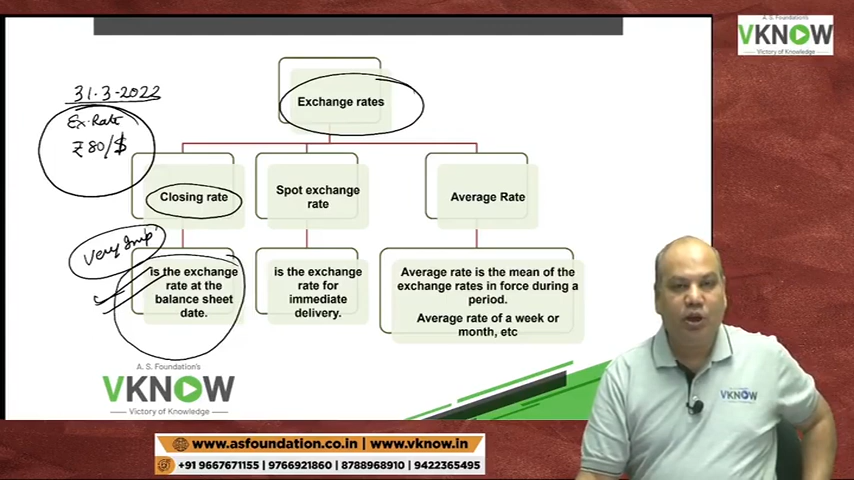 A. S. Foundation's
VKNOW
Victory of Knowledge
31.3-2022
Ex. Rate
₹80/$
Exchange rates
Closing rate
Spot exchange
rate
Average Rate
Very Imp
is the exchange
rate at the
balance sheet
date.
is the exchange
rate for
immediate
delivery.
Average rate is the mean of the
exchange rates in force during a
period.
Average rate of a week or
month, etc
A. S. Foundation's
VKNOW
Victory of Knowledge
VKNOW
www.asfoundation.co.in | www.vknow.in
+91 9667671155 | 9766921860 | 8788968910 | 9422365495